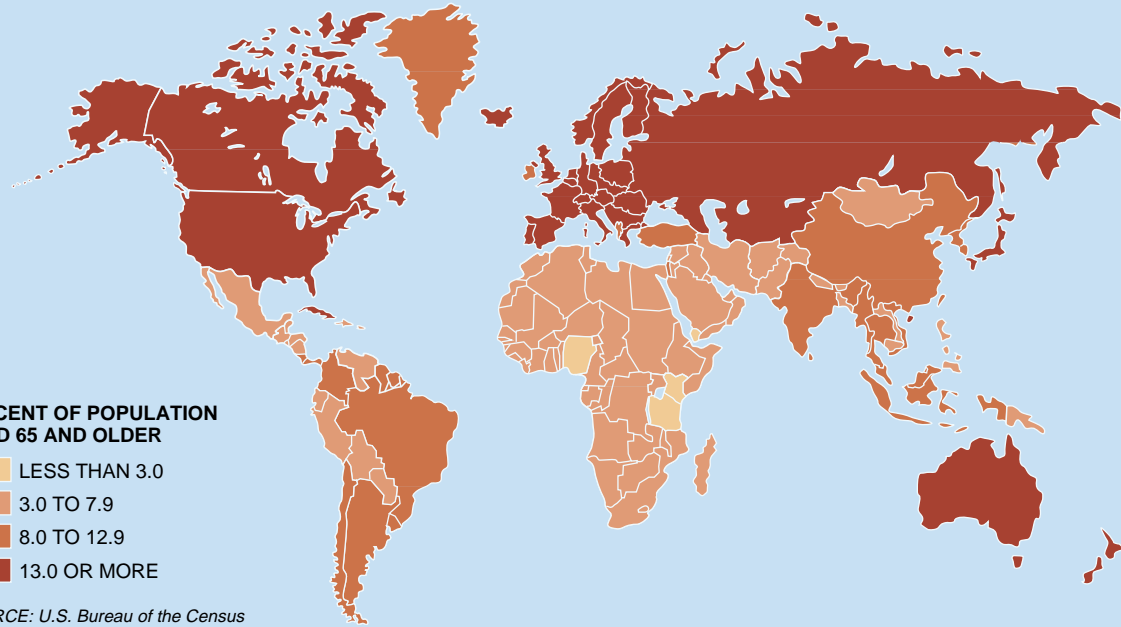 CENT OF POPULATION
D 65 AND OLDER
LESS THAN 3.0
3.0 TO 7.9
8.0 TO 12.9
13.0 OR MORE
RCE: U.S. Bureau of the Census